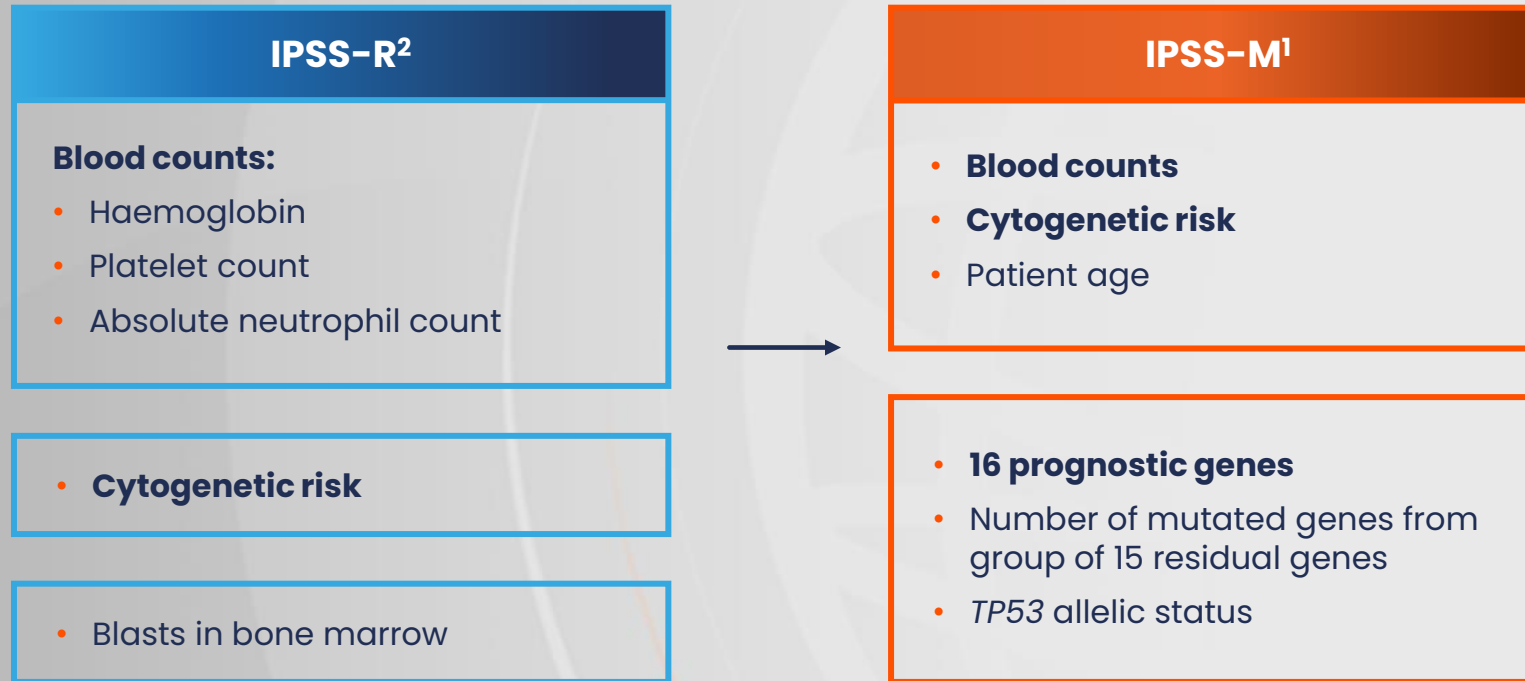 IPSS-R²
Blood counts:
• Haemoglobin
• Platelet count
• Absolute neutrophil count
• Cytogenetic risk
• Blasts in bone marrow
IPSS-M¹
• Blood counts
• Cytogenetic risk
• Patient age
• 16 prognostic genes
• Number of mutated genes from
group of 15 residual genes
• TP53 allelic status